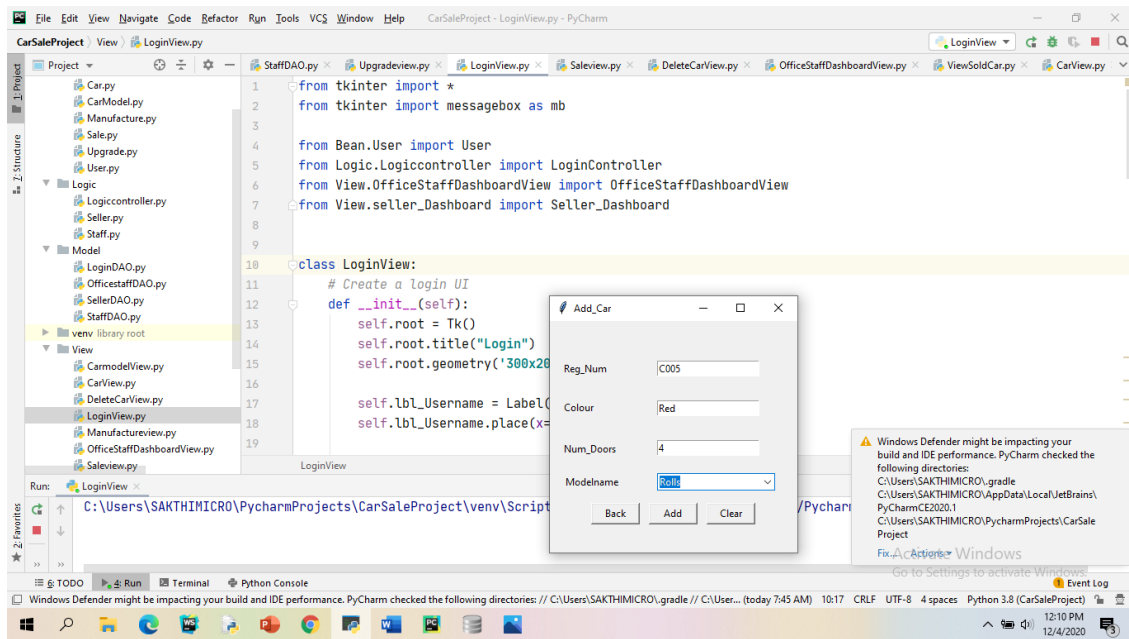 File Edit View Navigate Code Refactor Run Tools VCS Window Help CarSaleProject - LoginView.py - PyCharm
CarSaleProject View LoginView.py LoginView
1: Project
Project
StaffDAO.py Upgradeview.py LoginView.py Saleview.py DeleteCarView.py OfficeStaffDashboardView.py ViewSoldCar.py CarView.py
Car.py
CarModel.py
Manufacture.py
Sale.py
Upgrade.py
User.py
Logic
Logiccontroller.py
Seller.py
Staff.py
Model
LoginDAO.py
OfficestaffDAO.py
SellerDAO.py
StaffDAO.py
venv library root
View
CarmodelView.py
CarView.py
DeleteCarView.py
LoginView.py
Manufactureview.py
OfficeStaffDashboardView.py
Saleview.py
7: Structure
1 from tkinter import *
2 from tkinter import messagebox as mb
3
4 from Bean.User import User
5 from Logic.Logiccontroller import LoginController
6 from View.OfficeStaffDashboardView import OfficeStaffDashboardView
7 from View.seller_Dashboard import Seller_Dashboard
8
9
10 class LoginView:
11 # Create a login UI
12 def __init__(self):
13 self.root = Tk()
14 self.root.title("Login")
15 self.root.geometry('300x20
16
17 self.lbl_Username = Label(
18 self.lbl_Username.place(x=
19
LoginView
Add_Car
Reg_Num C005
Colour Red
Num_Doors 4
Modelname Rolls
Back Add Clear
Windows Defender might be impacting your
build and IDE performance. PyCharm checked the
following directories:
C:\Users\SAKTHIMICRO\.gradle
C:\Users\SAKTHIMICRO\AppData\Local\JetBrains\
PyCharmCE2020.1
C:\Users\SAKTHIMICRO\PycharmProjects\CarSale
Project
Fix... Actions
Activate Windows
Go to Settings to activate Windows.
Run: LoginView
C:\Users\SAKTHIMICRO\PycharmProjects\CarSaleProject\venv\Script /Pycharm
2: Favorites
6: TODO 4: Run Terminal Python Console 1 Event Log
Windows Defender might be impacting your build and IDE performance. PyCharm checked the following directories: // C:\Users\SAKTHIMICRO\.gradle // C:\User... (today 7:45 AM) 10:17 CRLF UTF-8 4 spaces Python 3.8 (CarSaleProject)
12:10 PM
12/4/2020
3